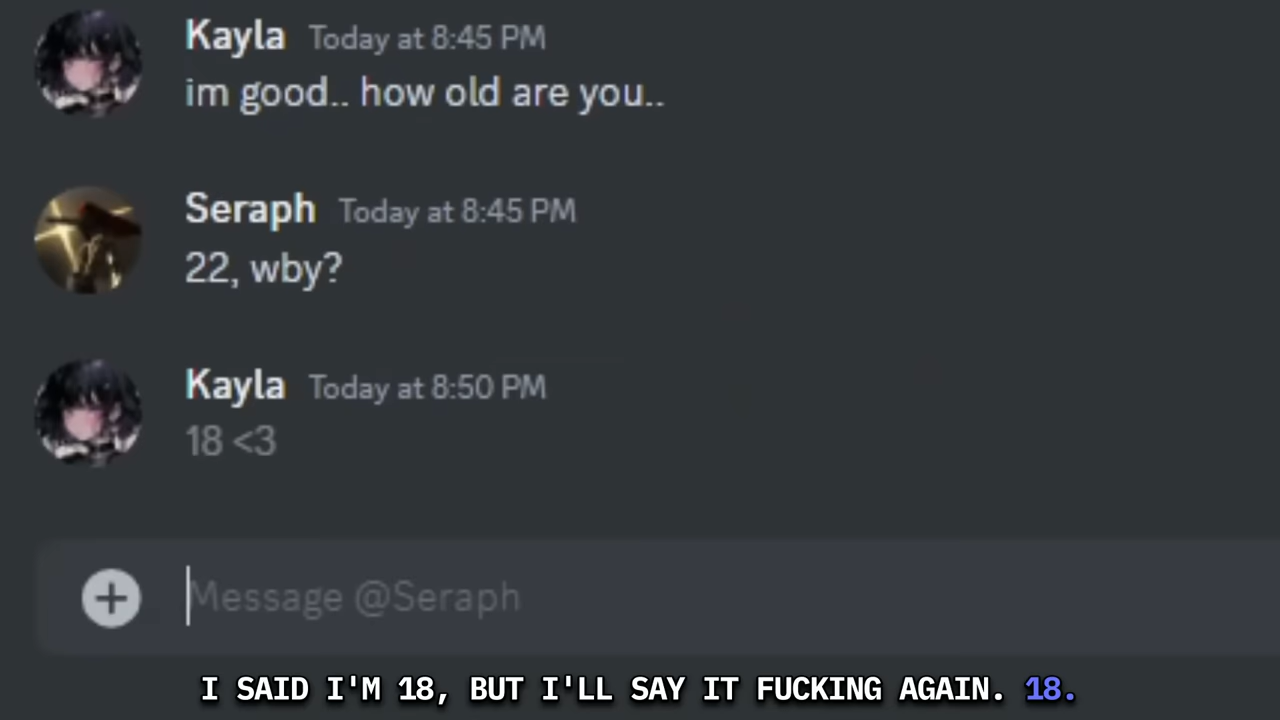 Kayla Today at 8:45 PM
im good.. how old are you..
Seraph Today at 8:45 PM
22, wby?
Kayla Today at 8:50 PM
18 <3
Message @Seraph
I SAID I'M 18, BUT I'LL SAY IT FUCKING AGAIN. 18.